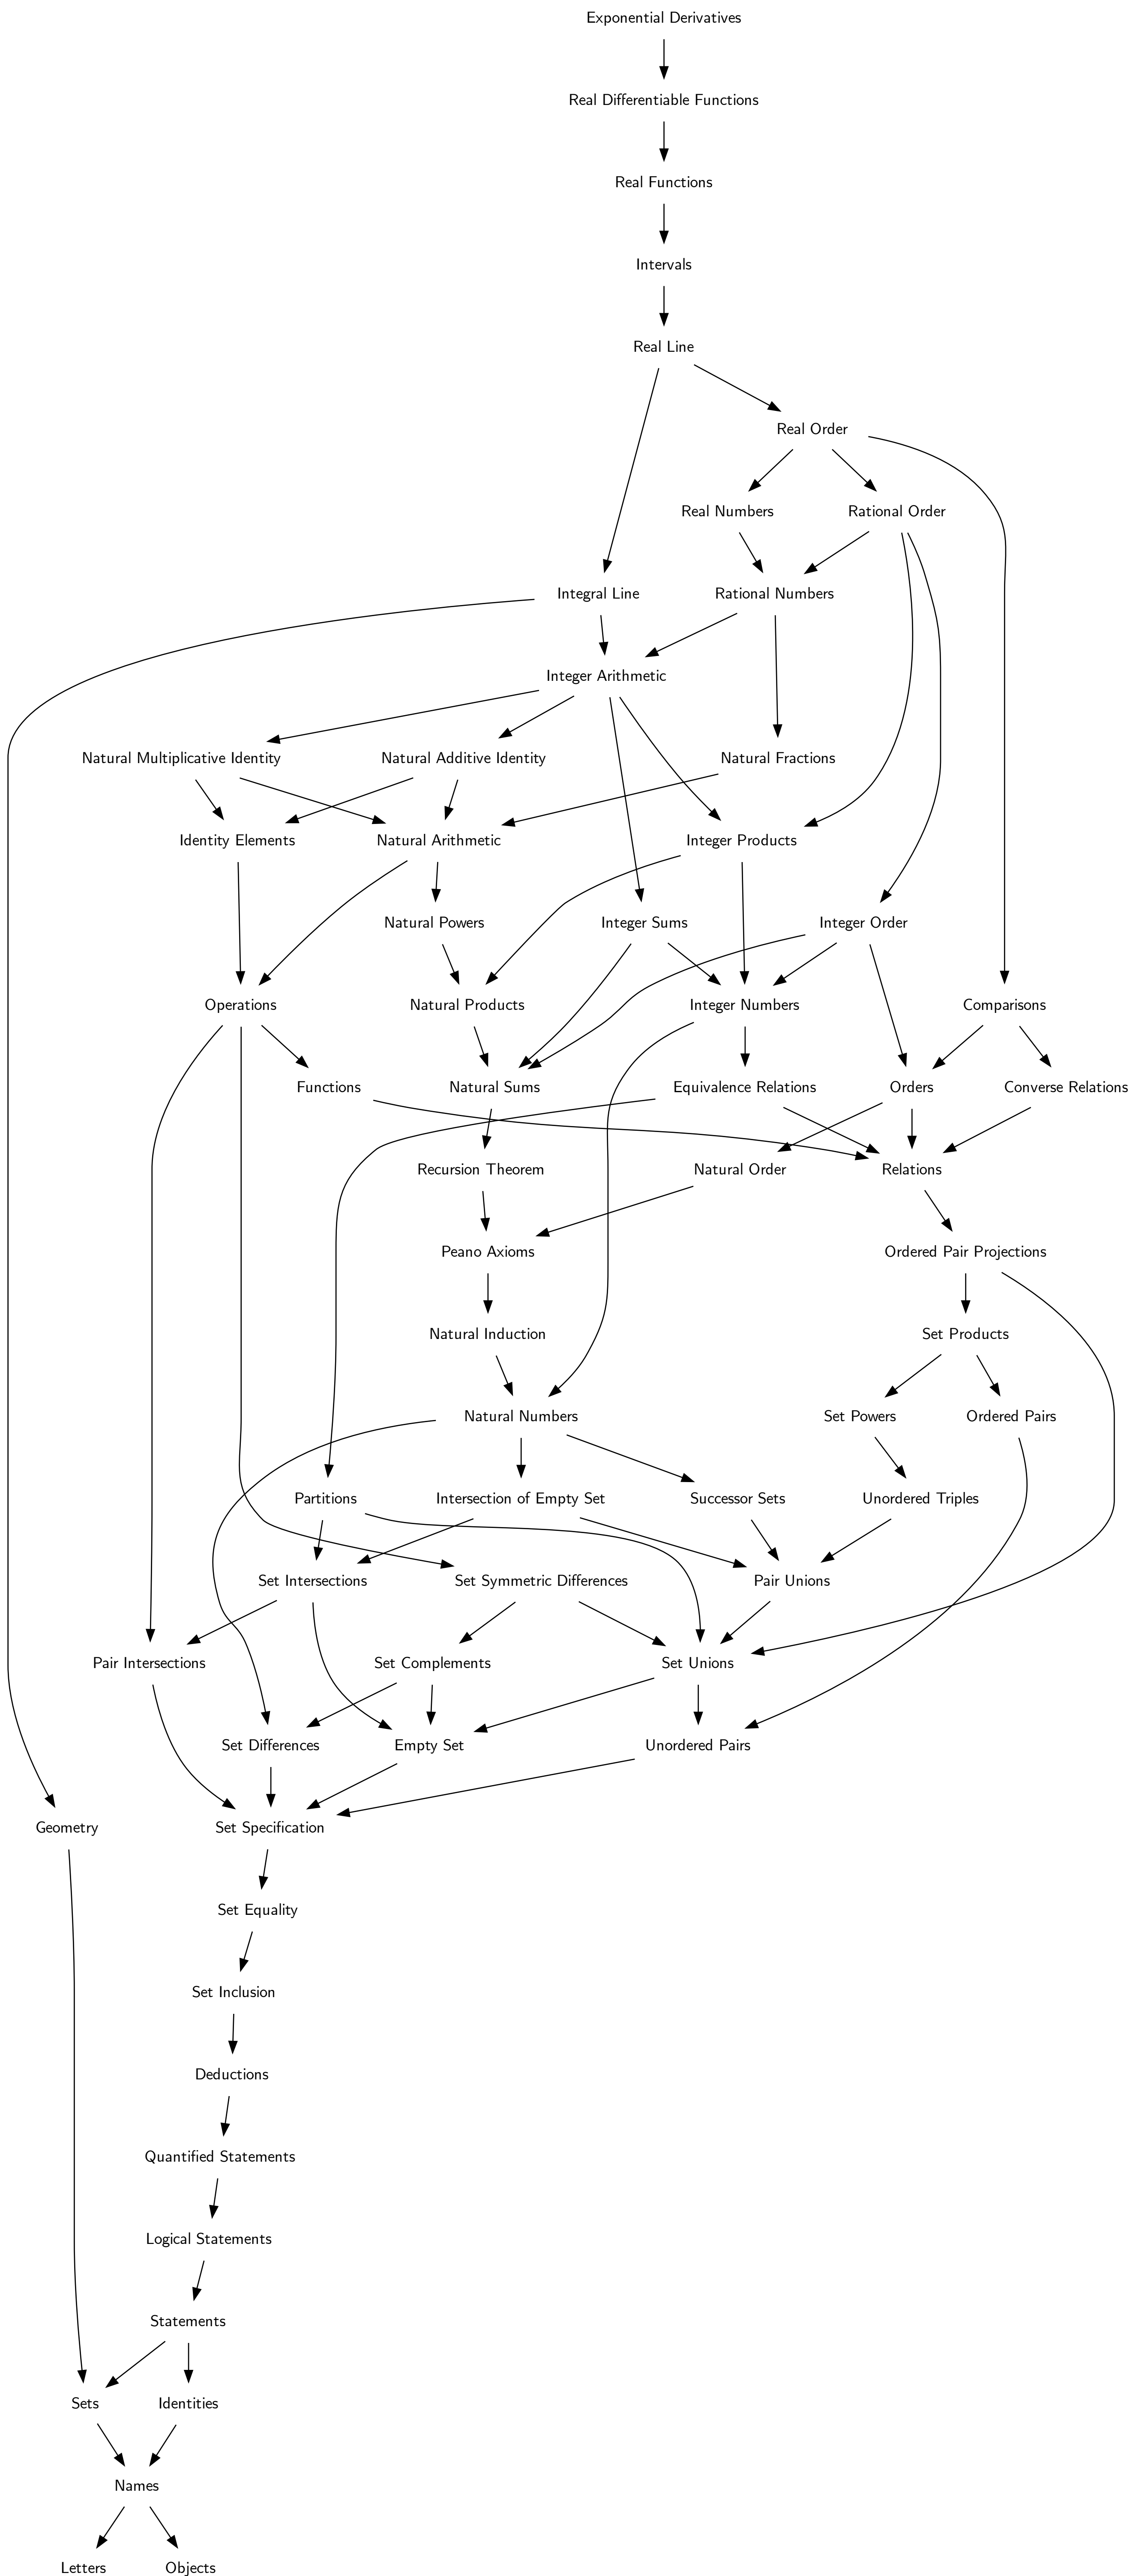 Exponential Derivatives
Real Differentiable Functions
Real Functions
Intervals
Real Line
Real Order
Real Numbers
Rational Order
Integral Line
Rational Numbers
Integer Arithmetic
Natural Multiplicative Identity
Natural Additive Identity
Natural Fractions
Identity Elements
Natural Arithmetic
Integer Products
Natural Powers
Integer Sums
Integer Order
Operations
Natural Products
Integer Numbers
Comparisons
Functions
Natural Sums
Equivalence Relations
Orders
Converse Relations
Recursion Theorem
Natural Order
Relations
Peano Axioms
Ordered Pair Projections
Natural Induction
Set Products
Natural Numbers
Set Powers
Ordered Pairs
Partitions
Intersection of Empty Set
Successor Sets
Unordered Triples
Set Intersections
Set Symmetric Differences
Pair Unions
Pair Intersections
Set Complements
Set Unions
Set Differences
Empty Set
Unordered Pairs
Geometry
Set Specification
Set Equality
Set Inclusion
Deductions
Quantified Statements
Logical Statements
Statements
Sets
Identities
Names
Letters
Objects